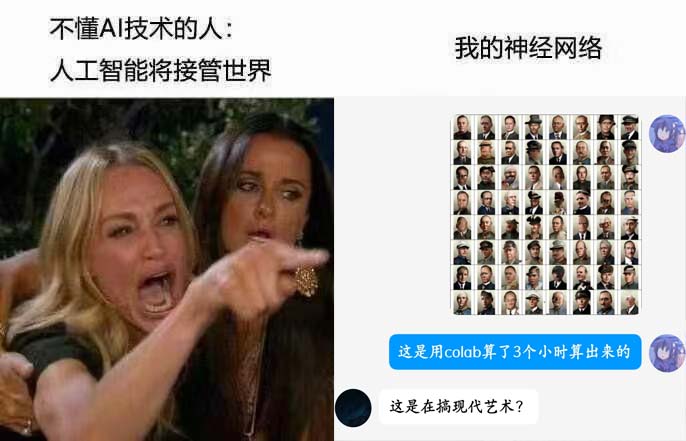 不懂AI技术的人：
人工智能将接管世界
我的神经网络
这是用colab算了3个小时算出来的
这是在搞现代艺术？